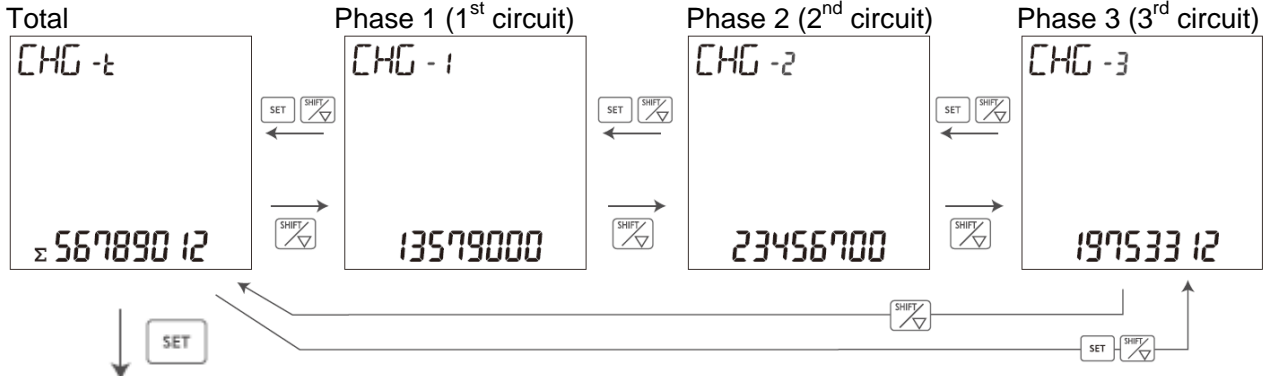 Total Phase 1 (1st circuit) Phase 2 (2nd circuit) Phase 3 (3rd circuit)
CHG -t CHG -1 CHG -2 CHG -3
SET SHIFT/▽ SET SHIFT/▽ SET SHIFT/▽
SHIFT/▽ SHIFT/▽ SHIFT/▽
Σ 56789012 13579000 23456700 19753312
SHIFT/▽
SET SET SHIFT/▽